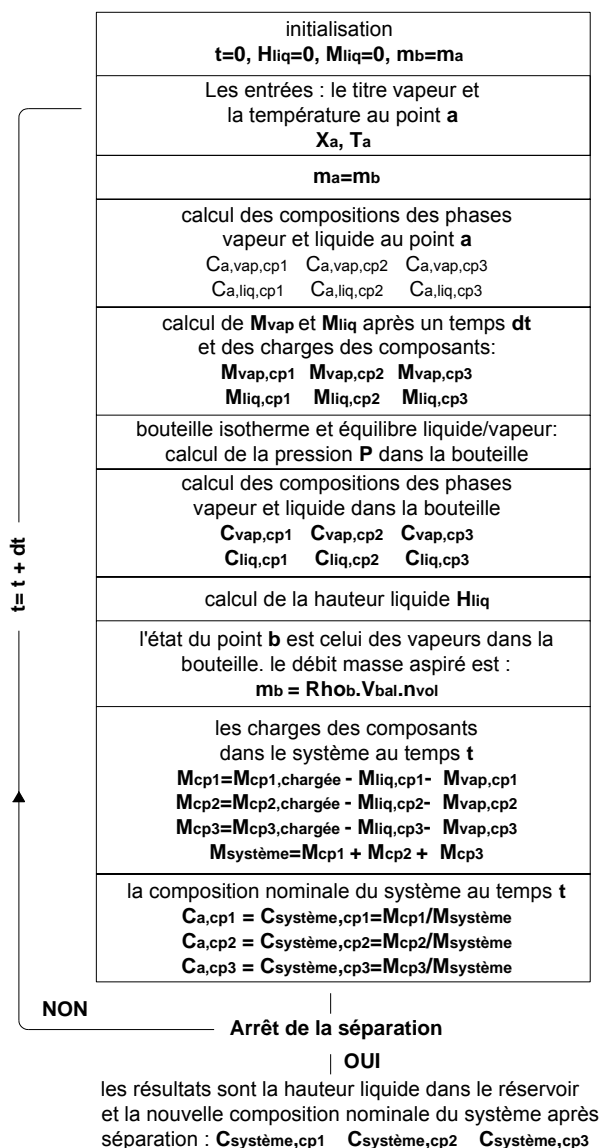 initialisation
t=0, Hliq=0, Mliq=0, mb=ma
Les entrées : le titre vapeur et
la température au point a
Xa, Ta
ma=mb
calcul des compositions des phases
vapeur et liquide au point a
Ca,vap,cp1 Ca,vap,cp2 Ca,vap,cp3
Ca,liq,cp1 Ca,liq,cp2 Ca,liq,cp3
calcul de Mvap et Mliq après un temps dt
et des charges des composants:
Mvap,cp1 Mvap,cp2 Mvap,cp3
Mliq,cp1 Mliq,cp2 Mliq,cp3
bouteille isotherme et équilibre liquide/vapeur:
calcul de la pression P dans la bouteille
calcul des compositions des phases
vapeur et liquide dans la bouteille
Cvap,cp1 Cvap,cp2 Cvap,cp3
Cliq,cp1 Cliq,cp2 Cliq,cp3
calcul de la hauteur liquide Hliq
l'état du point b est celui des vapeurs dans la
bouteille. le débit masse aspiré est :
mb = Rhob.Vbal.nvol
les charges des composants
dans le système au temps t
Mcp1=Mcp1,chargée - Mliq,cp1- Mvap,cp1
Mcp2=Mcp2,chargée - Mliq,cp2- Mvap,cp2
Mcp3=Mcp3,chargée - Mliq,cp3- Mvap,cp3
Msystème=Mcp1 + Mcp2 + Mcp3
la composition nominale du système au temps t
Ca,cp1 = Csystème,cp1=Mcp1/Msystème
Ca,cp2 = Csystème,cp2=Mcp2/Msystème
Ca,cp3 = Csystème,cp3=Mcp3/Msystème
t= t + dt
NON
Arrêt de la séparation
OUI
les résultats sont la hauteur liquide dans le réservoir
et la nouvelle composition nominale du système après
séparation : Csystème,cp1 Csystème,cp2 Csystème,cp3